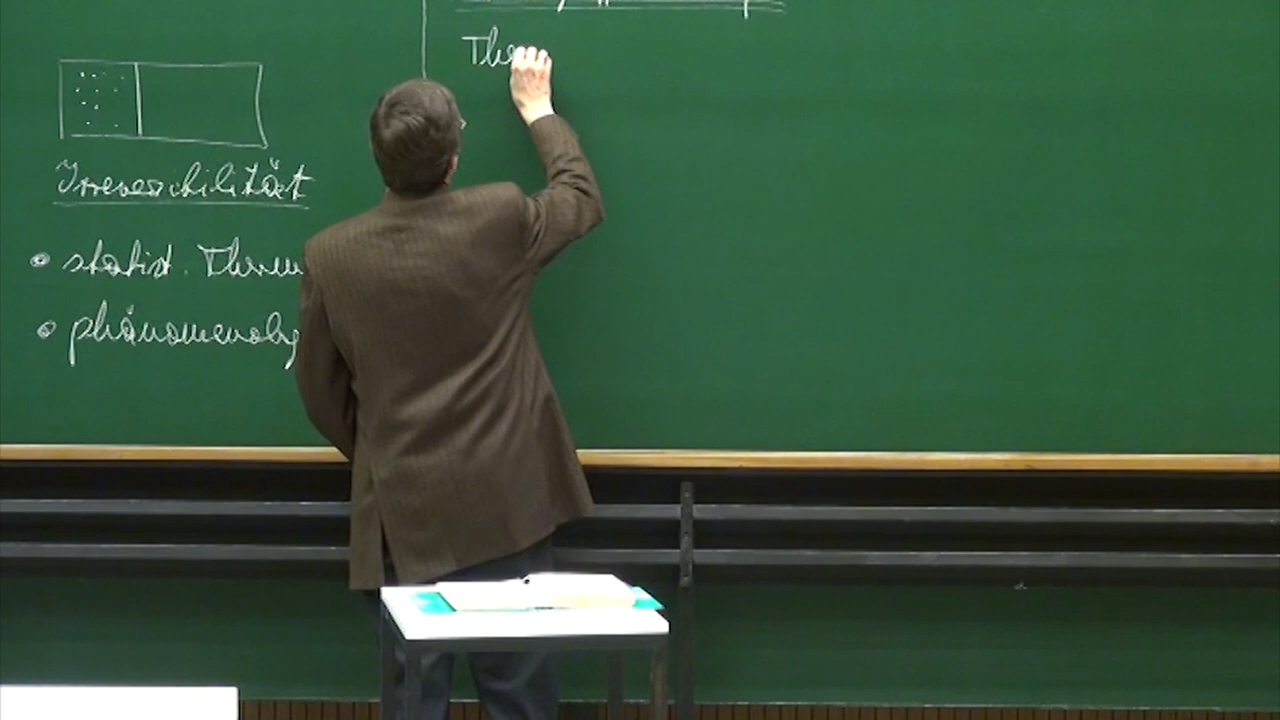 Irreversibilität
• statist. Therm
• phänomenolog
The